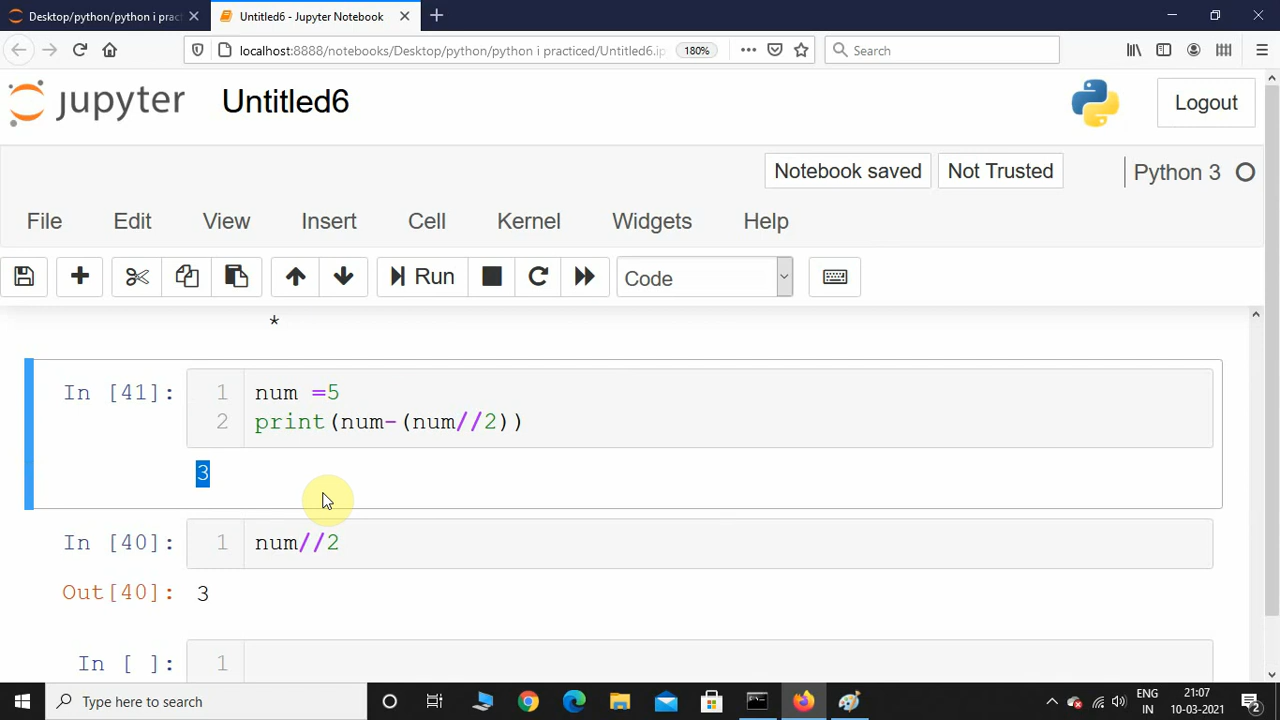 Desktop/python/python i prac
Untitled6 - Jupyter Notebook
localhost:8888/notebooks/Desktop/python/python i practiced/Untitled6.ip
180%
Search
jupyter
Untitled6
Logout
Notebook saved
Not Trusted
Python 3
File
Edit
View
Insert
Cell
Kernel
Widgets
Help
Run
Code
*
In [41]:
1 num =5
2 print(num-(num//2))
3
In [40]:
1 num//2
Out[40]: 3
In [ ]:
1
Type here to search
ENG
IN
21:07
10-03-2021
2